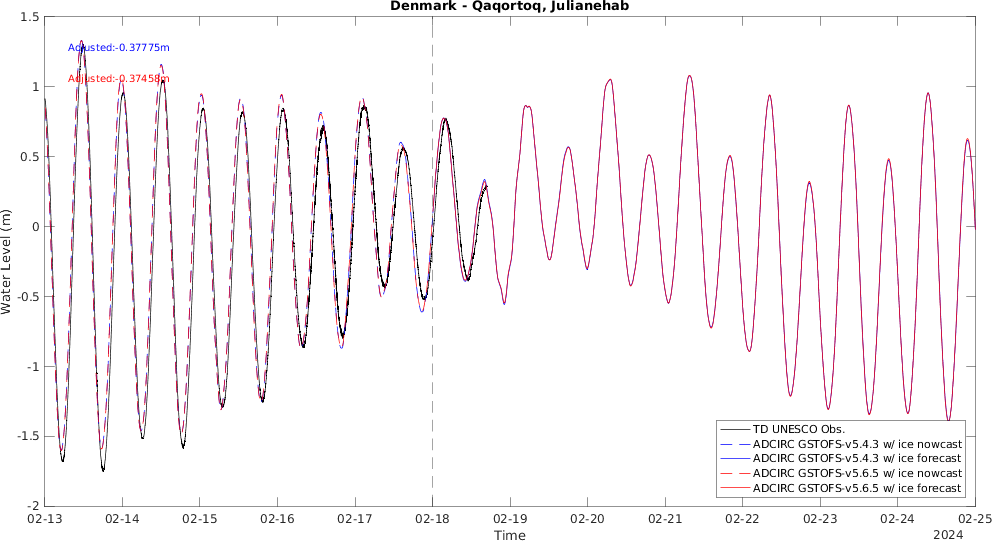 Denmark - Qaqortoq, Julianehab
1.5
Adjusted:-0.37775m
Adjusted:-0.37458m
1
0.5
0
-0.5
-1
-1.5
-2
Water Level (m)
TD UNESCO Obs.
ADCIRC GSTOFS-v5.4.3 w/ ice nowcast
ADCIRC GSTOFS-v5.4.3 w/ ice forecast
ADCIRC GSTOFS-v5.6.5 w/ ice nowcast
ADCIRC GSTOFS-v5.6.5 w/ ice forecast
02-13 02-14 02-15 02-16 02-17 02-18 02-19 02-20 02-21 02-22 02-23 02-24 02-25
Time
2024